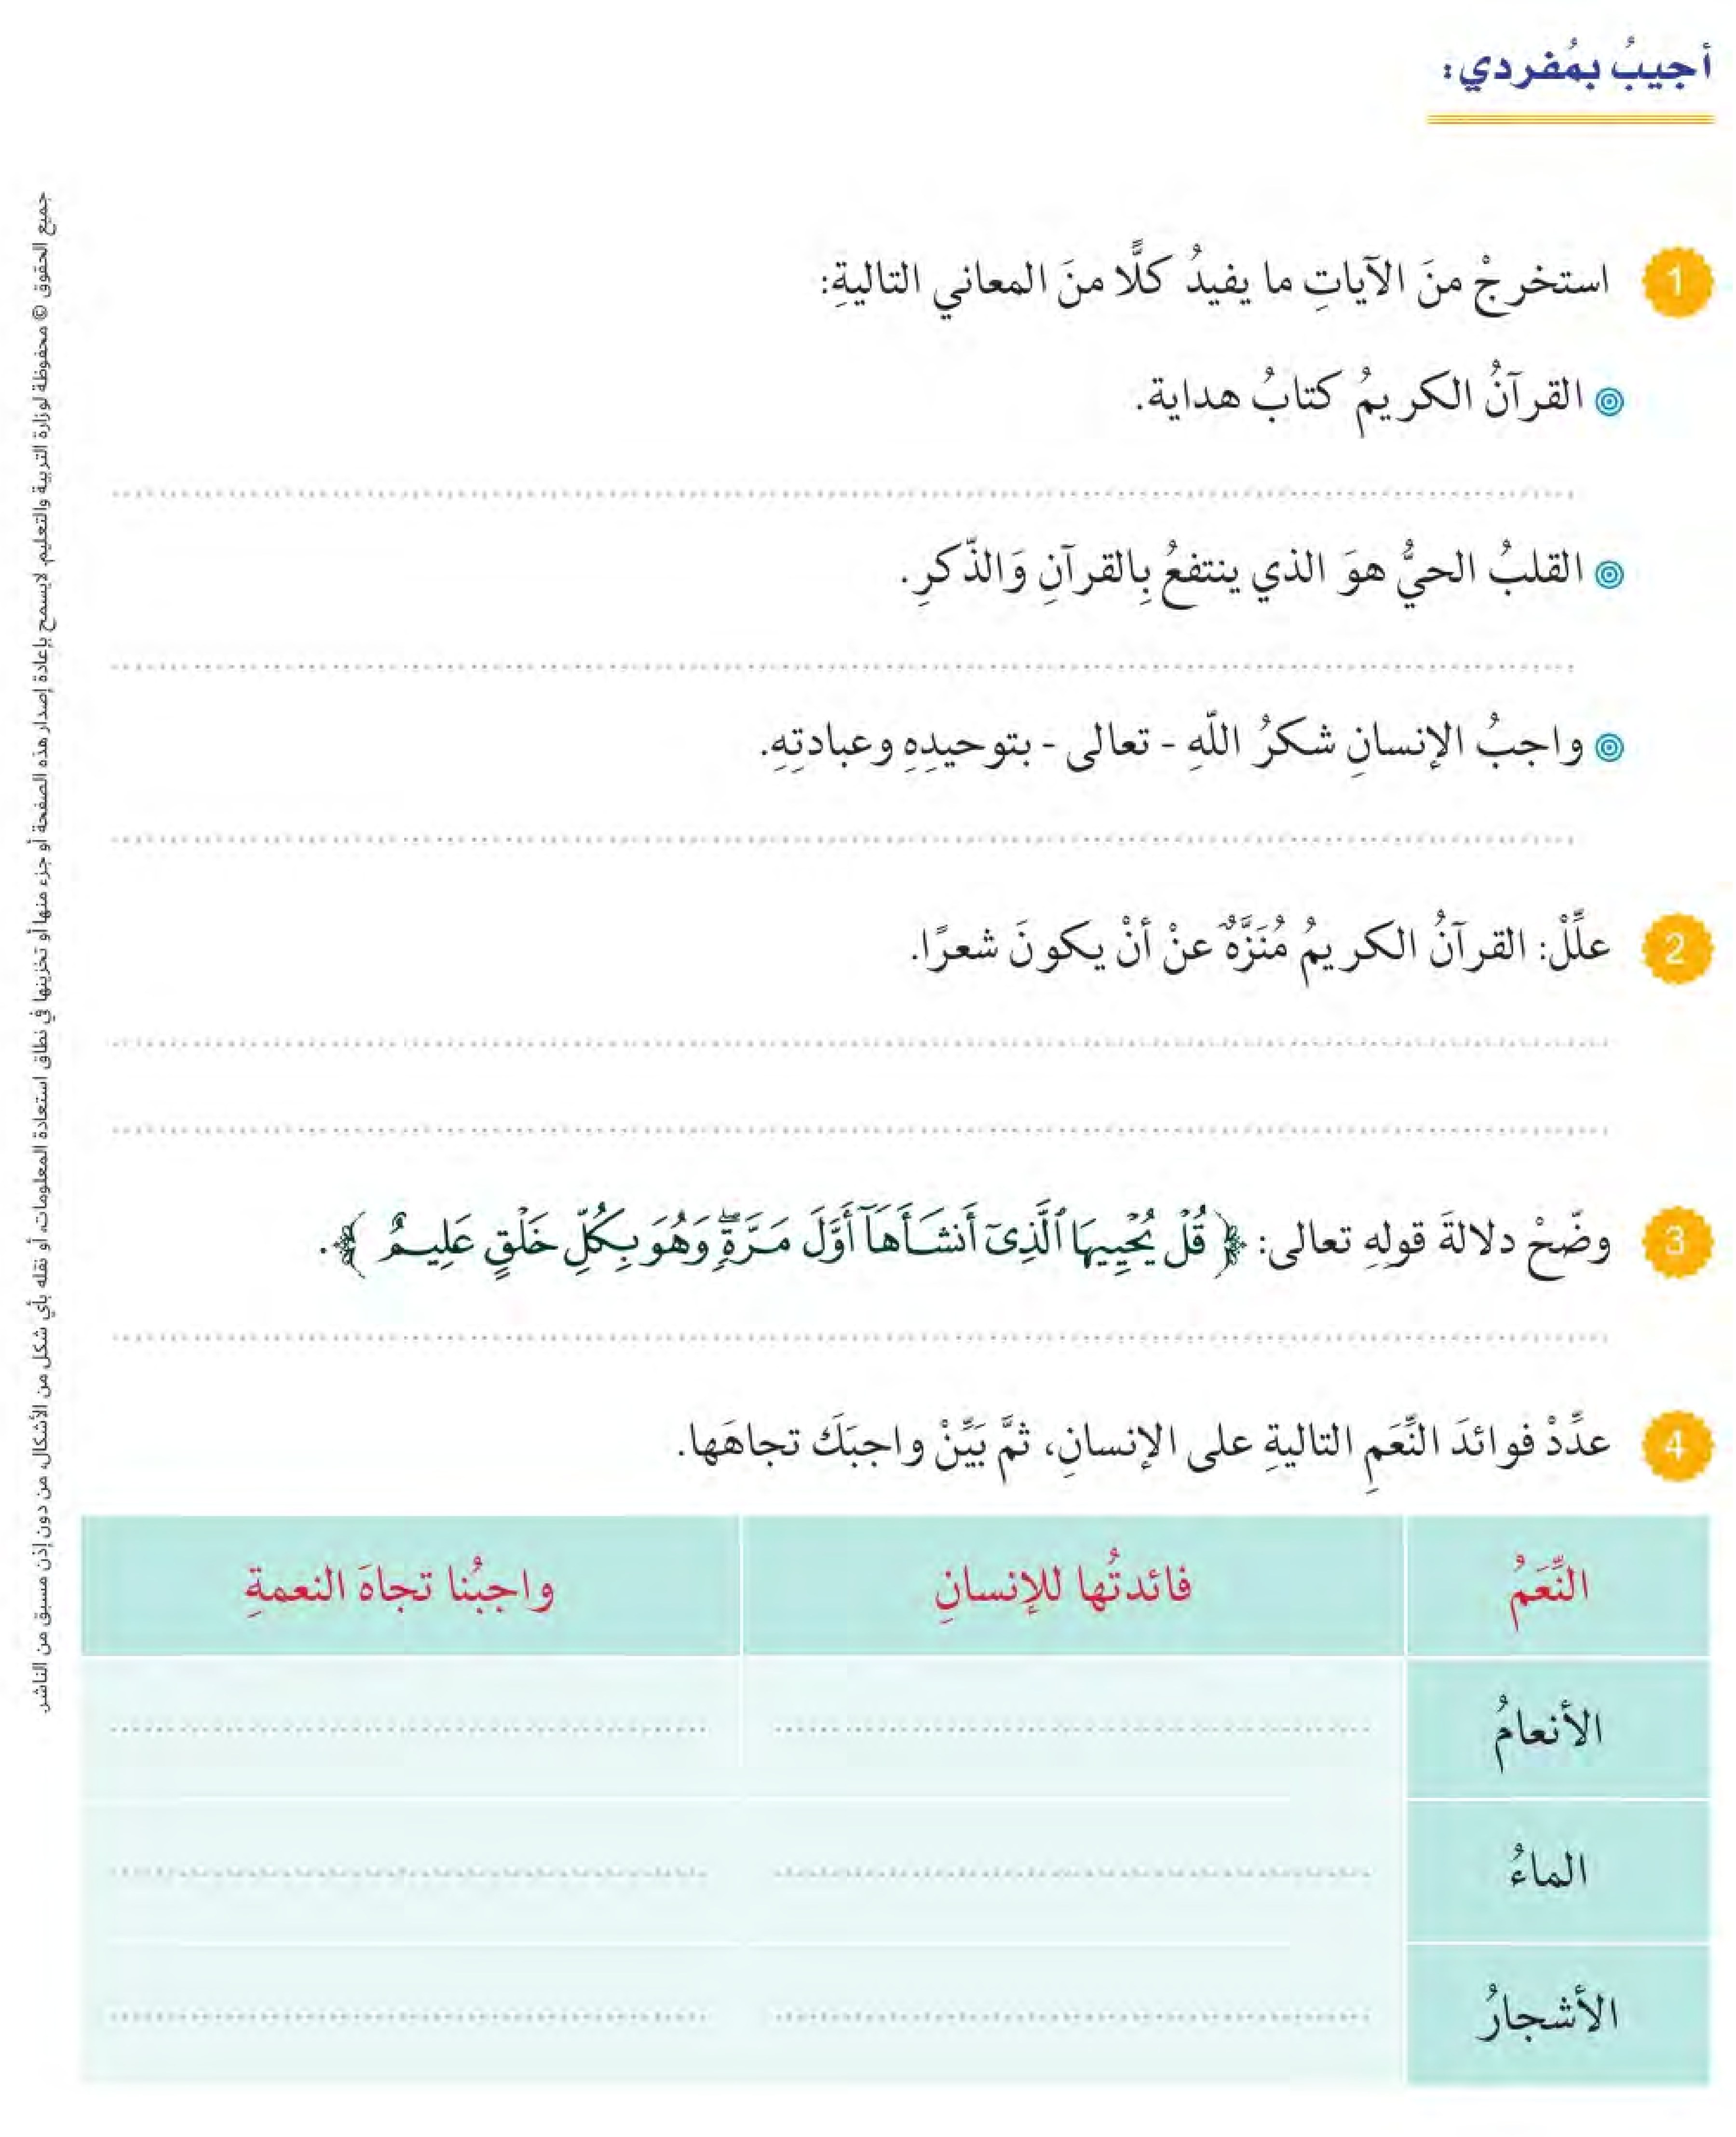 أجيبُ بمُفردي:
1 استخرجْ منَ الآياتِ ما يفيدُ كلًّا منَ المعاني التاليةِ:
القرآنُ الكريمُ كتابُ هداية.
القلبُ الحيُّ هوَ الذي ينتفعُ بِالقرآنِ وَالذّكرِ.
واجبُ الإنسانِ شكرُ اللّهِ - تعالى - بتوحيدِهِ وعبادتِهِ.
2 علِّلْ: القرآنُ الكريمُ مُنَزَّهٌ عنْ أنْ يكونَ شعرًا.
3 وضّحْ دلالةَ قولِهِ تعالى: ﴿ قُلْ يُحْيِيهَا ٱلَّذِىٓ أَنشَأَهَآ أَوَّلَ مَرَّةٍۖ وَهُوَ بِكُلِّ خَلْقٍ عَلِيمٌ ﴾.
4 عدِّدْ فوائدَ النِّعَمِ التاليةِ على الإنسانِ، ثمَّ بَيِّنْ واجبَكَ تجاهَها.
النِّعَمُ فائدتُها للإنسانِ واجبُنا تجاهَ النعمةِ
الأنعامُ
الماءُ
الأشجارُ
جميع الحقوق © محفوظة لوزارة التربية والتعليم. لايسمح بإعادة إصدار هذه الصفحة أو جزء منها أو تخزينها في نطاق استعادة المعلومات، أو نقله بأي شكل من الأشكال، من دون إذن مسبق من الناشر.